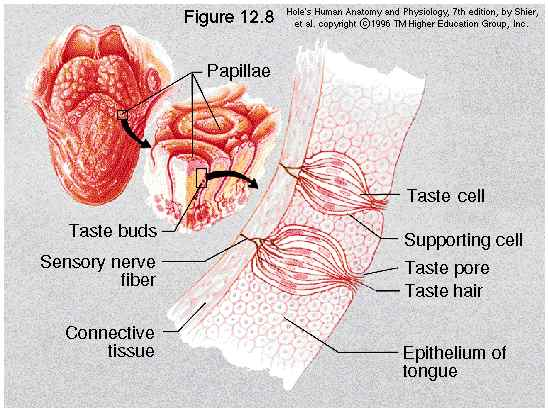 Figure 12.8
Hole's Human Anatomy and Physiology, 7th edition, by Shier,
et al. copyright ©1996 TM Higher Education Group, Inc.
Papillae
Taste buds
Sensory nerve
fiber
Connective
tissue
Taste cell
Supporting cell
Taste pore
Taste hair
Epithelium of
tongue